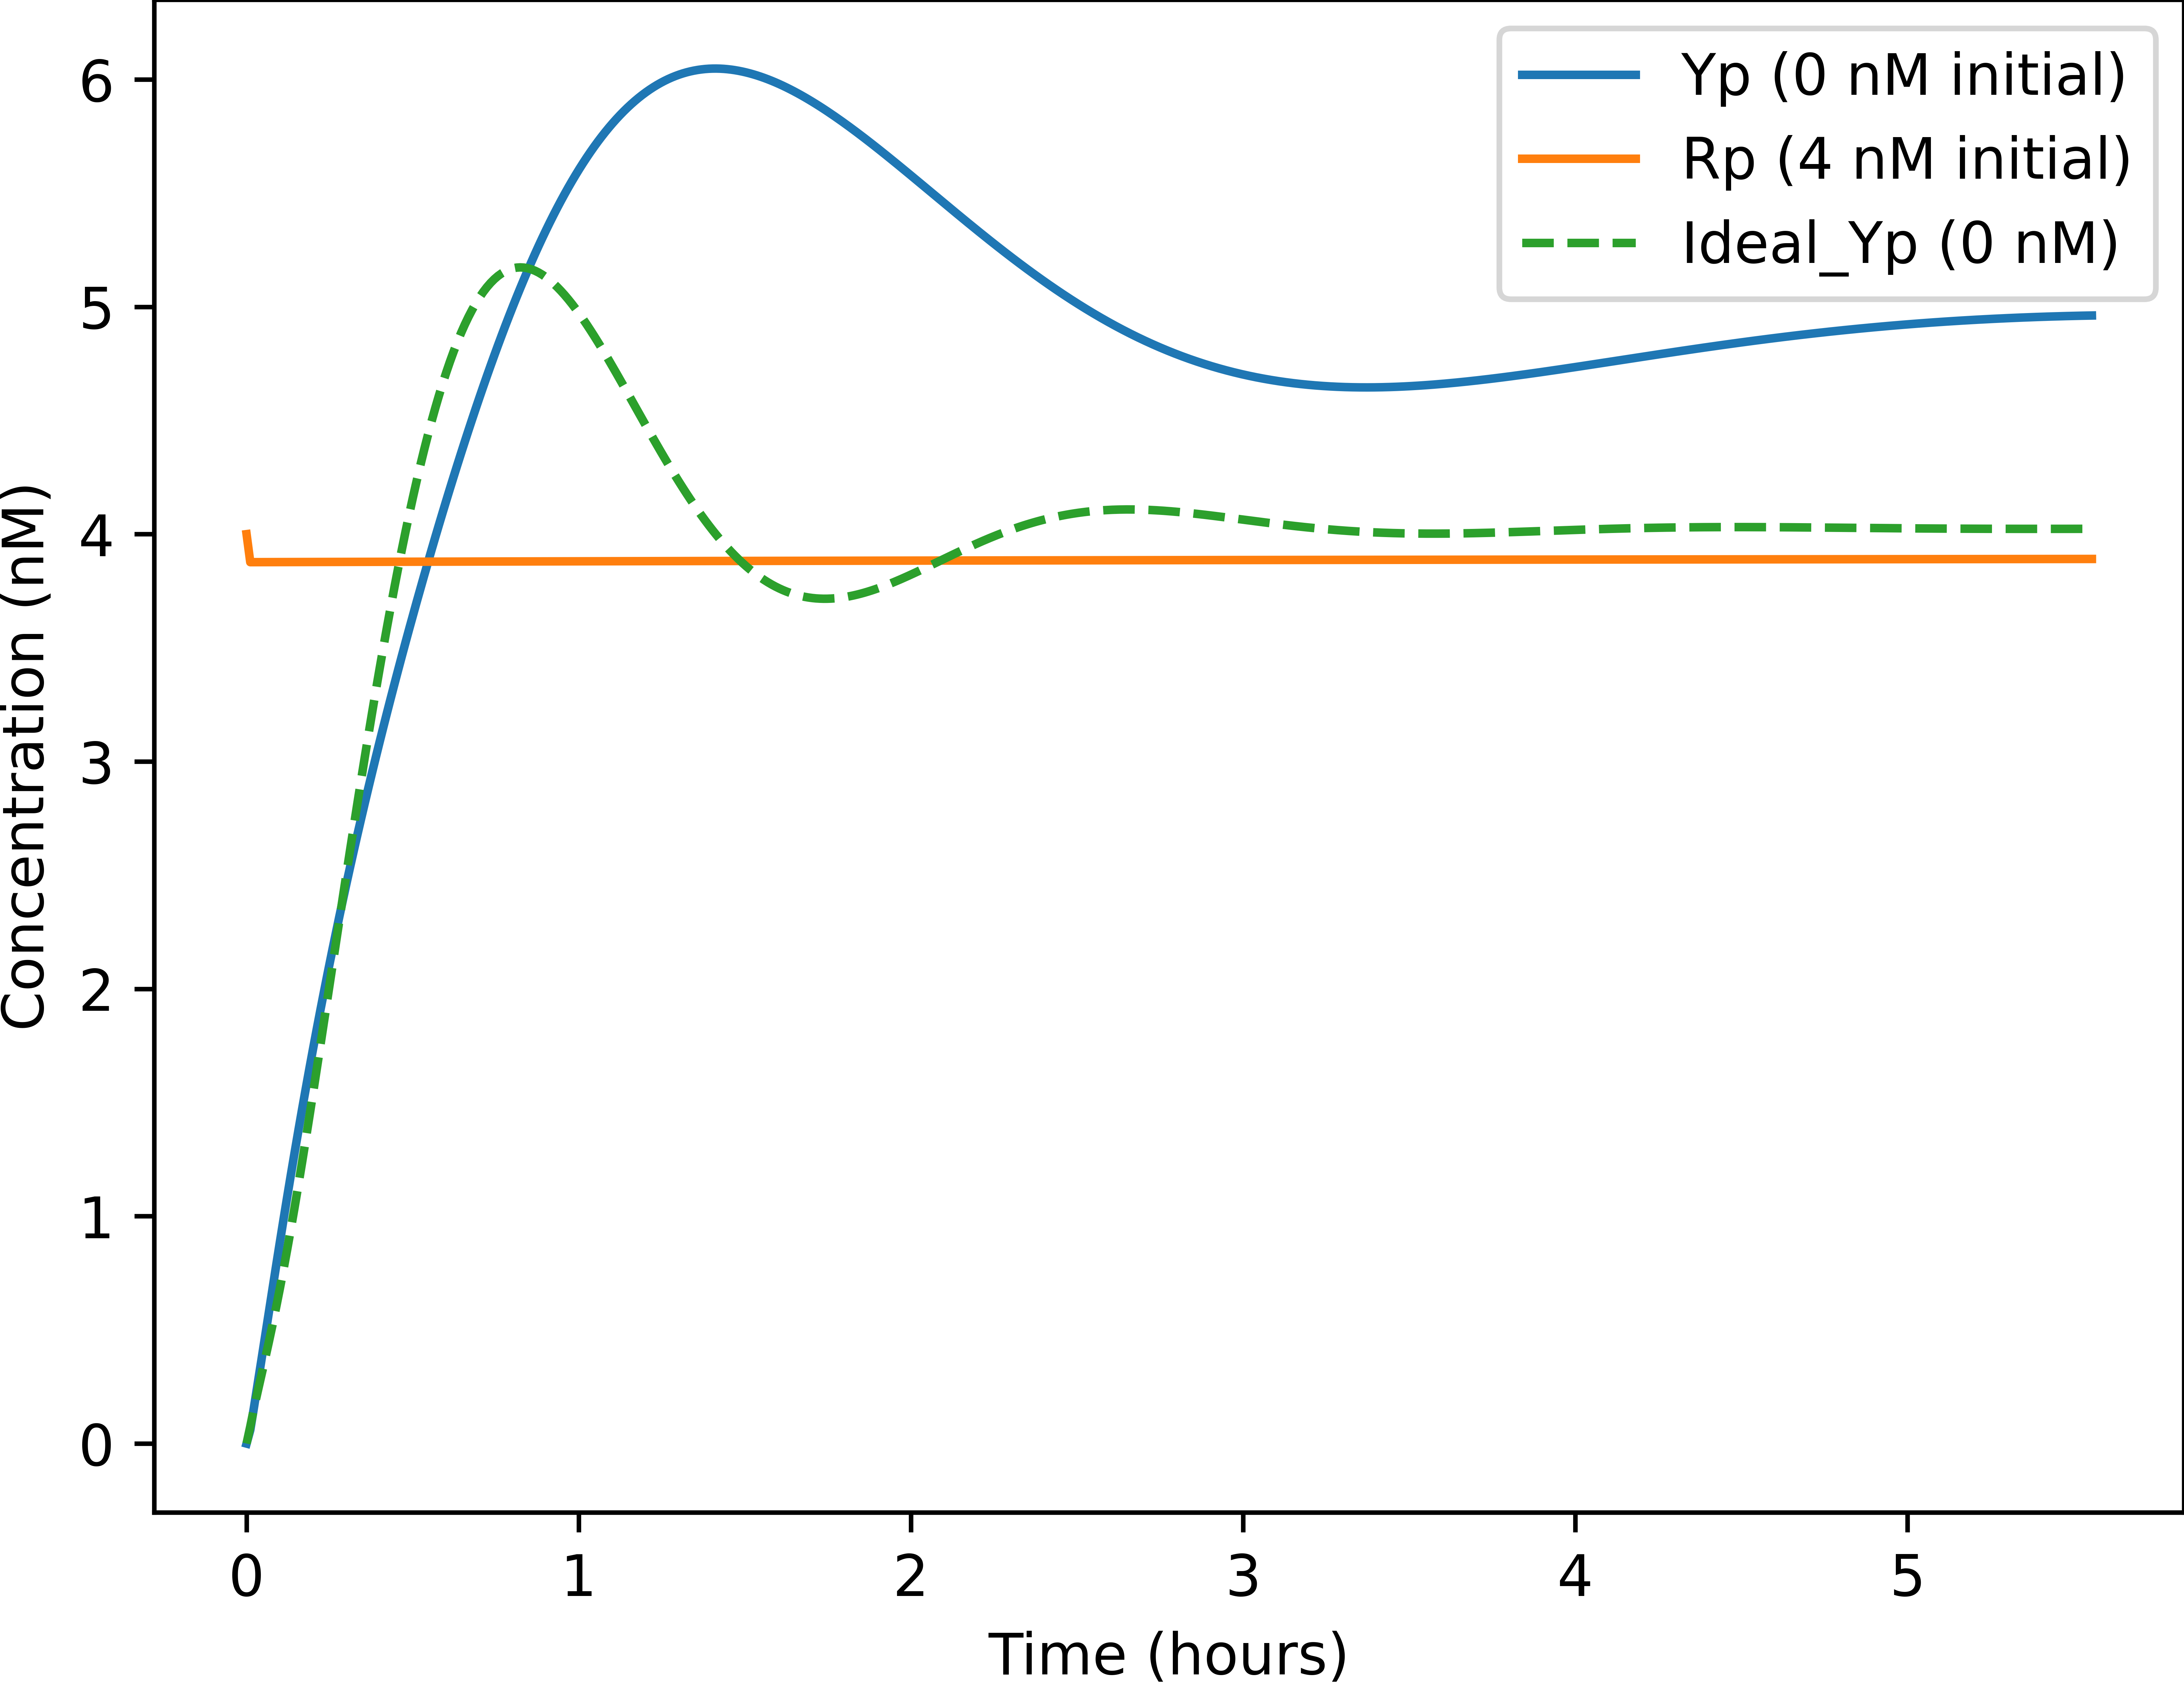 Yp (0 nM initial)
Rp (4 nM initial)
Ideal_Yp (0 nM)
Concentration (nM)
6
5
4
3
2
1
0
0 1 2 3 4 5
Time (hours)